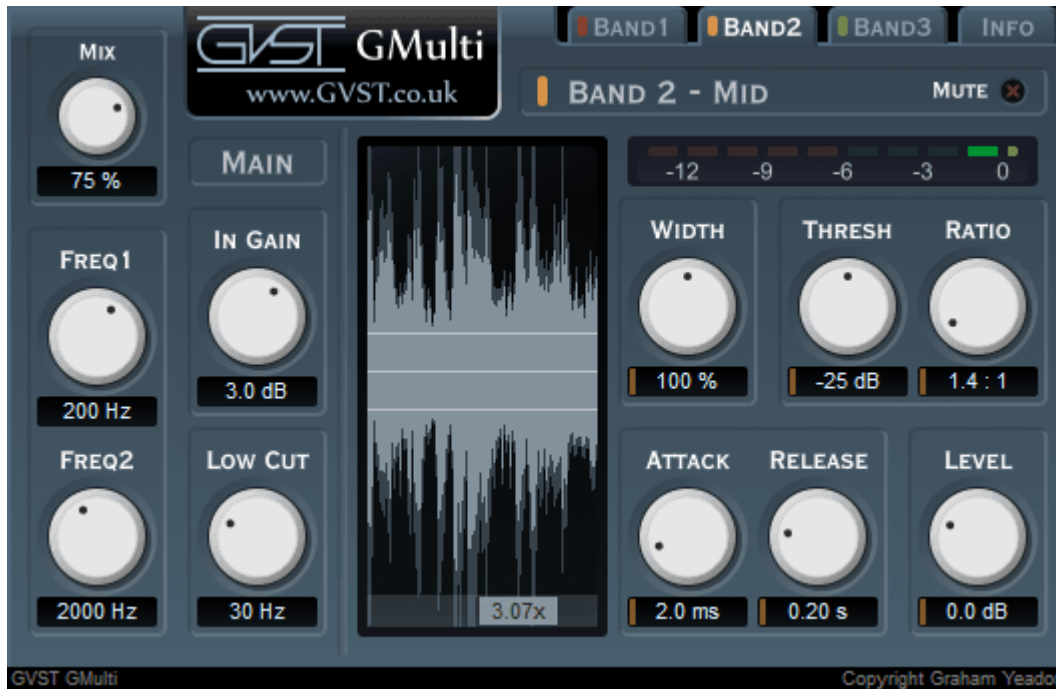 MIX
75 %
FREQ1
200 Hz
FREQ2
2000 Hz
GVST GMulti
www.GVST.co.uk
MAIN
IN GAIN
3.0 dB
LOW CUT
30 Hz
3.07x
BAND1
BAND2
BAND3
INFO
BAND 2 - MID
MUTE
-12 -9 -6 -3 0
WIDTH
100 %
THRESH
-25 dB
RATIO
1.4 : 1
ATTACK
2.0 ms
RELEASE
0.20 s
LEVEL
0.0 dB
GVST GMulti
Copyright Graham Yeado